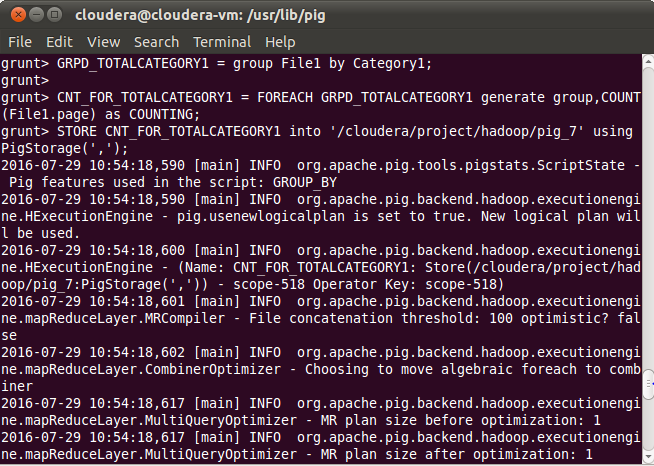 cloudera@cloudera-vm: /usr/lib/pig
File Edit View Search Terminal Help
grunt> GRPD_TOTALCATEGORY1 = group File1 by Category1;
grunt>
grunt> CNT_FOR_TOTALCATEGORY1 = FOREACH GRPD_TOTALCATEGORY1 generate group,COUNT
(File1.page) as COUNTING;
grunt> STORE CNT_FOR_TOTALCATEGORY1 into '/cloudera/project/hadoop/pig_7' using
PigStorage(',');
2016-07-29 10:54:18,590 [main] INFO  org.apache.pig.tools.pigstats.ScriptState -
 Pig features used in the script: GROUP_BY
2016-07-29 10:54:18,590 [main] INFO  org.apache.pig.backend.hadoop.executionengi
ne.HExecutionEngine - pig.usenewlogicalplan is set to true. New logical plan wil
l be used.
2016-07-29 10:54:18,600 [main] INFO  org.apache.pig.backend.hadoop.executionengi
ne.HExecutionEngine - (Name: CNT_FOR_TOTALCATEGORY1: Store(/cloudera/project/had
oop/pig_7:PigStorage(',')) - scope-518 Operator Key: scope-518)
2016-07-29 10:54:18,601 [main] INFO  org.apache.pig.backend.hadoop.executionengi
ne.mapReduceLayer.MRCompiler - File concatenation threshold: 100 optimistic? fal
se
2016-07-29 10:54:18,602 [main] INFO  org.apache.pig.backend.hadoop.executionengi
ne.mapReduceLayer.CombinerOptimizer - Choosing to move algebraic foreach to comb
iner
2016-07-29 10:54:18,617 [main] INFO  org.apache.pig.backend.hadoop.executionengi
ne.mapReduceLayer.MultiQueryOptimizer - MR plan size before optimization: 1
2016-07-29 10:54:18,617 [main] INFO  org.apache.pig.backend.hadoop.executionengi
ne.mapReduceLayer.MultiQueryOptimizer - MR plan size after optimization: 1